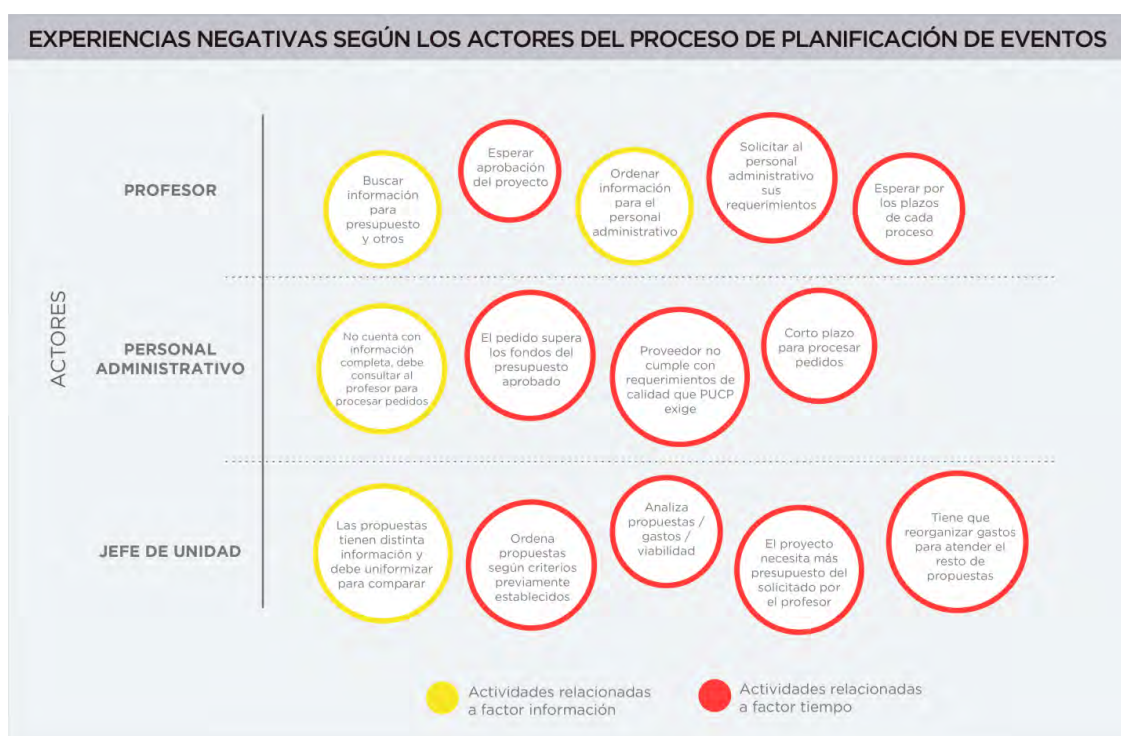 EXPERIENCIAS NEGATIVAS SEGÚN LOS ACTORES DEL PROCESO DE PLANIFICACIÓN DE EVENTOS
ACTORES
PROFESOR
Buscar
información
para
presupuesto
y otros
Esperar
aprobación
del proyecto
Ordenar
información
para el
personal
administrativo
Solicitar al
personal
administrativo
sus
requerimientos
Esperar por
los plazos
de cada
proceso
PERSONAL
ADMINISTRATIVO
No cuenta con
información
completa, debe
consultar al
profesor para
procesar pedidos
El pedido supera
los fondos del
presupuesto
aprobado
Proveedor no
cumple con
requerimientos de
calidad que PUCP
exige
Corto plazo
para procesar
pedidos
JEFE DE UNIDAD
Las propuestas
tienen distinta
información y
debe uniformizar
para comparar
Ordena
propuestas
según criterios
previamente
establecidos
Analiza
propuestas /
gastos /
viabilidad
El proyecto
necesita más
presupuesto del
solicitado por
el profesor
Tiene que
reorganizar gastos
para atender el
resto de
propuestas
Actividades relacionadas
a factor información
Actividades relacionadas
a factor tiempo